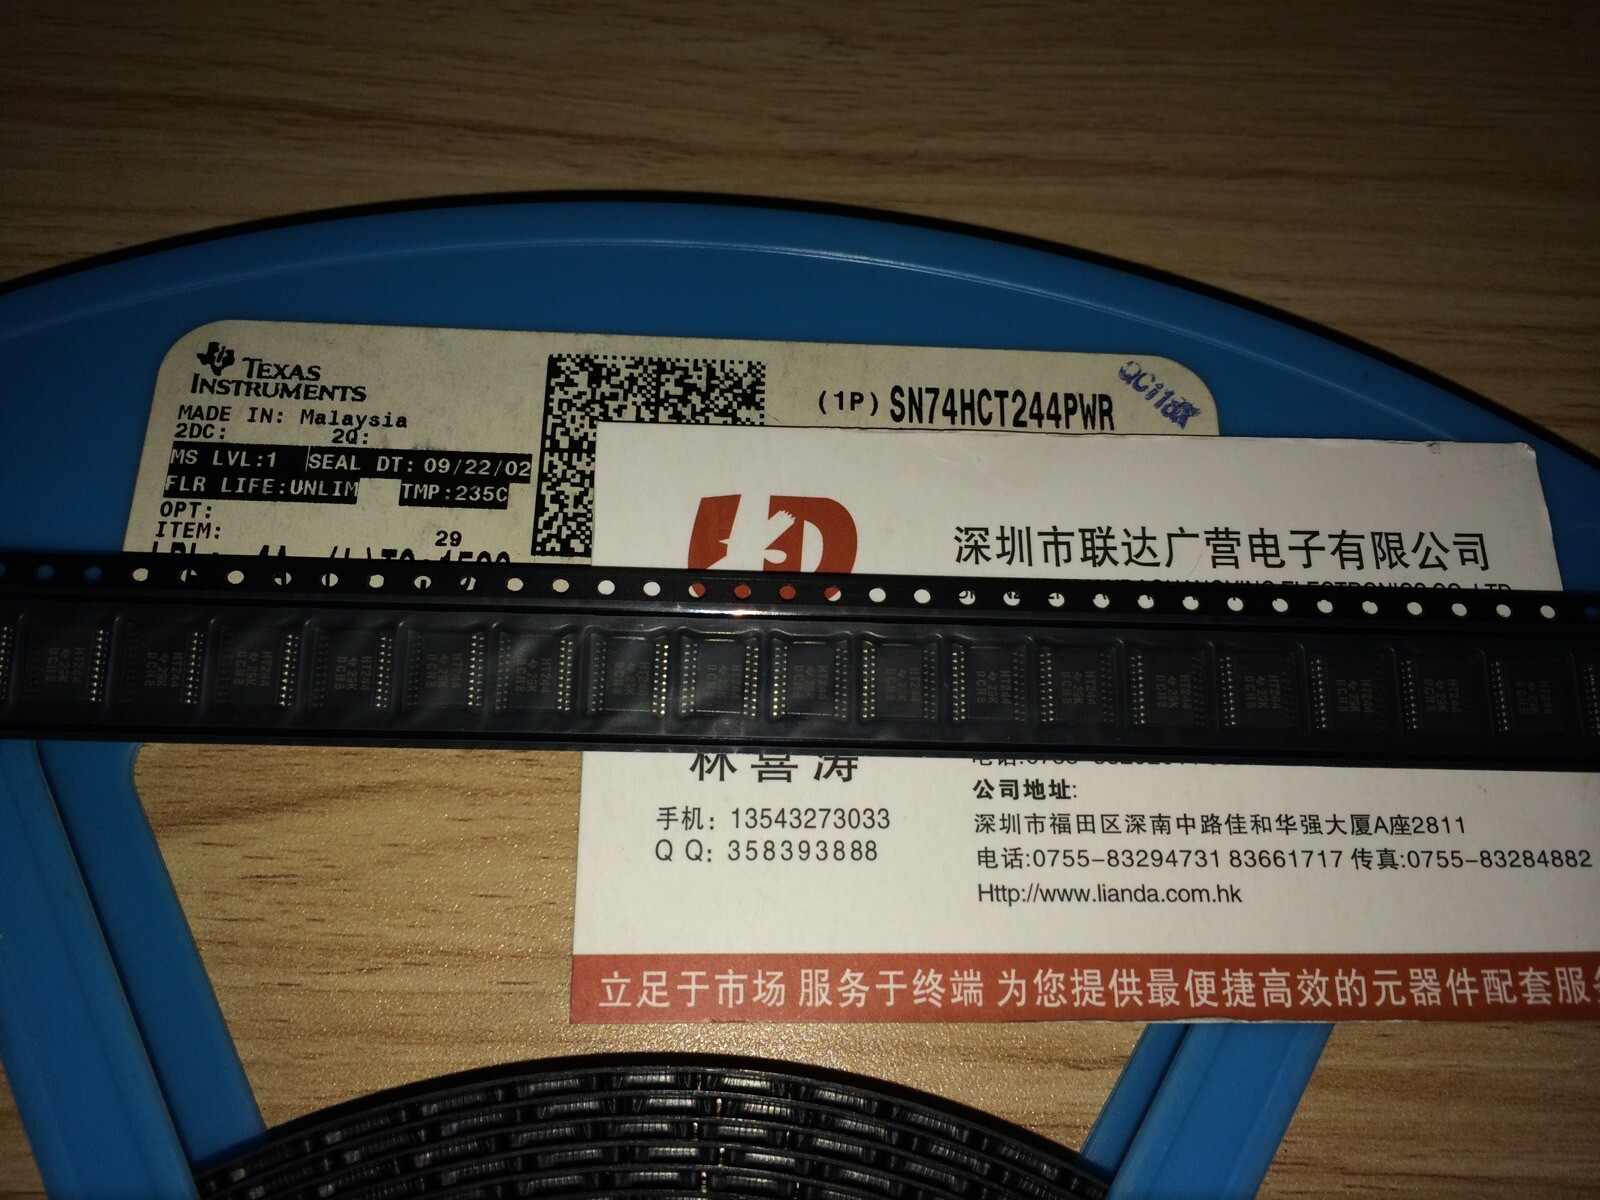 TEXAS
INSTRUMENTS
MADE IN: Malaysia
2DC: 2Q:
MS LVL:1 SEAL DT: 09/22/02
FLR LIFE:UNLIM TMP:235C
OPT:
ITEM:
29
(1P) SN74HCT244PWR
深圳市联达广营电子有限公司
HT244
29K
林喜涛
手机: 13543273033
Q Q: 358393888
公司地址:
深圳市福田区深南中路佳和华强大厦A座2811
电话:0755-83294731 83661717 传真:0755-83284882
Http://www.lianda.com.hk
立足于市场 服务于终端 为您提供最便捷高效的元器件配套服务